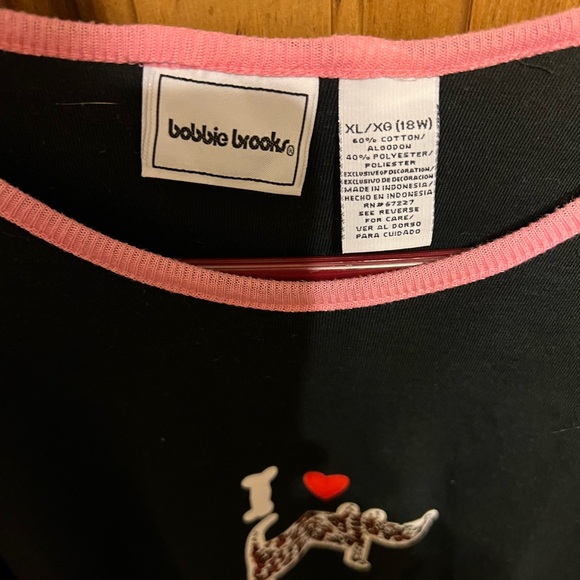 bobbie brooks®
XL/XG (18W)
60% COTTON/
ALGODON
40% POLYESTER/
POLIESTER
EXCLUSIVE OF DECORATION/
EXCLUSIVO DE DECORACION
MADE IN INDONESIA/
HECHO EN INDONESIA
RN# 67227
SEE REVERSE
FOR CARE/
VER AL DORSO
PARA CUIDADO
I ❤